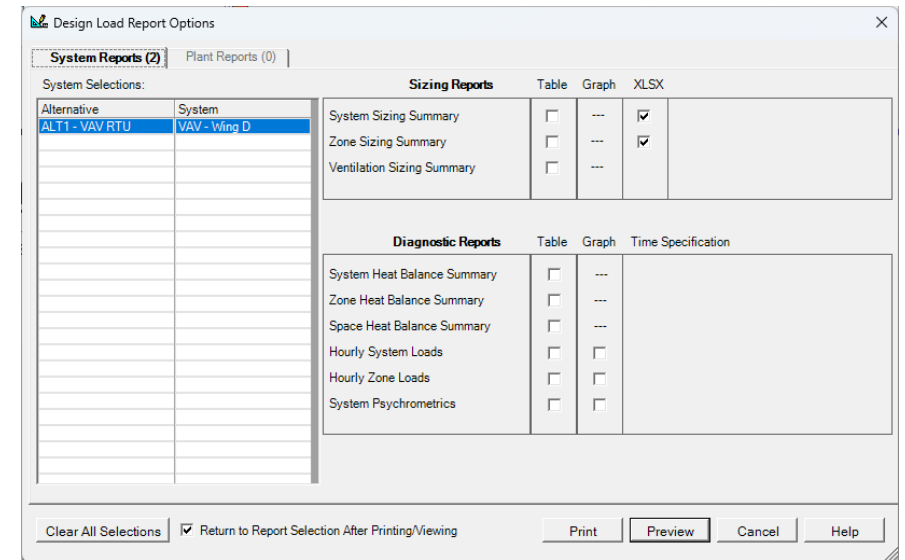 Design Load Report Options
System Reports (2) Plant Reports (0)
System Selections:
Alternative System
ALT1 - VAV RTU VAV - Wing D
Sizing Reports Table Graph XLSX
System Sizing Summary ---
Zone Sizing Summary ---
Ventilation Sizing Summary ---
Diagnostic Reports Table Graph Time Specification
System Heat Balance Summary ---
Zone Heat Balance Summary ---
Space Heat Balance Summary ---
Hourly System Loads
Hourly Zone Loads
System Psychrometrics
Clear All Selections Return to Report Selection After Printing/Viewing Print Preview Cancel Help